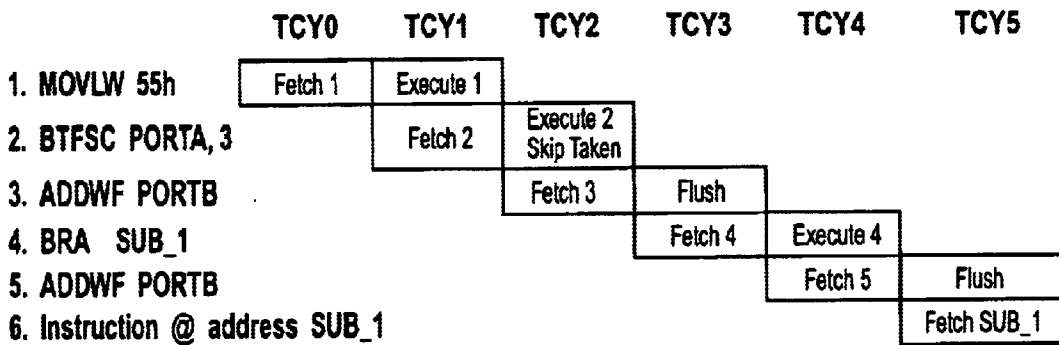 TCY0 TCY1 TCY2 TCY3 TCY4 TCY5
1. MOVLW 55h Fetch 1 Execute 1
2. BTFSC PORTA, 3 Fetch 2 Execute 2
Skip Taken
3. ADDWF PORTB Fetch 3 Flush
4. BRA SUB_1 Fetch 4 Execute 4
5. ADDWF PORTB Fetch 5 Flush
6. Instruction @ address SUB_1 Fetch SUB_1